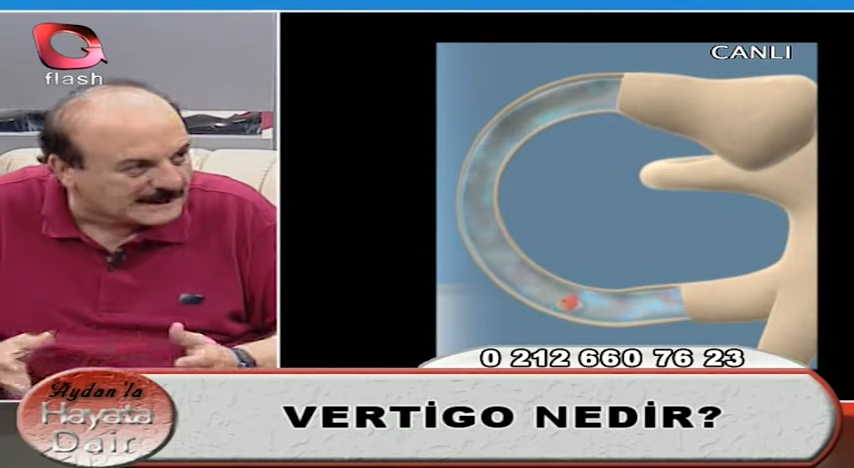 flash
CANLI
0 212 660 76 23
Aydan'la
Hayata
Dair
VERTİGO NEDİR?